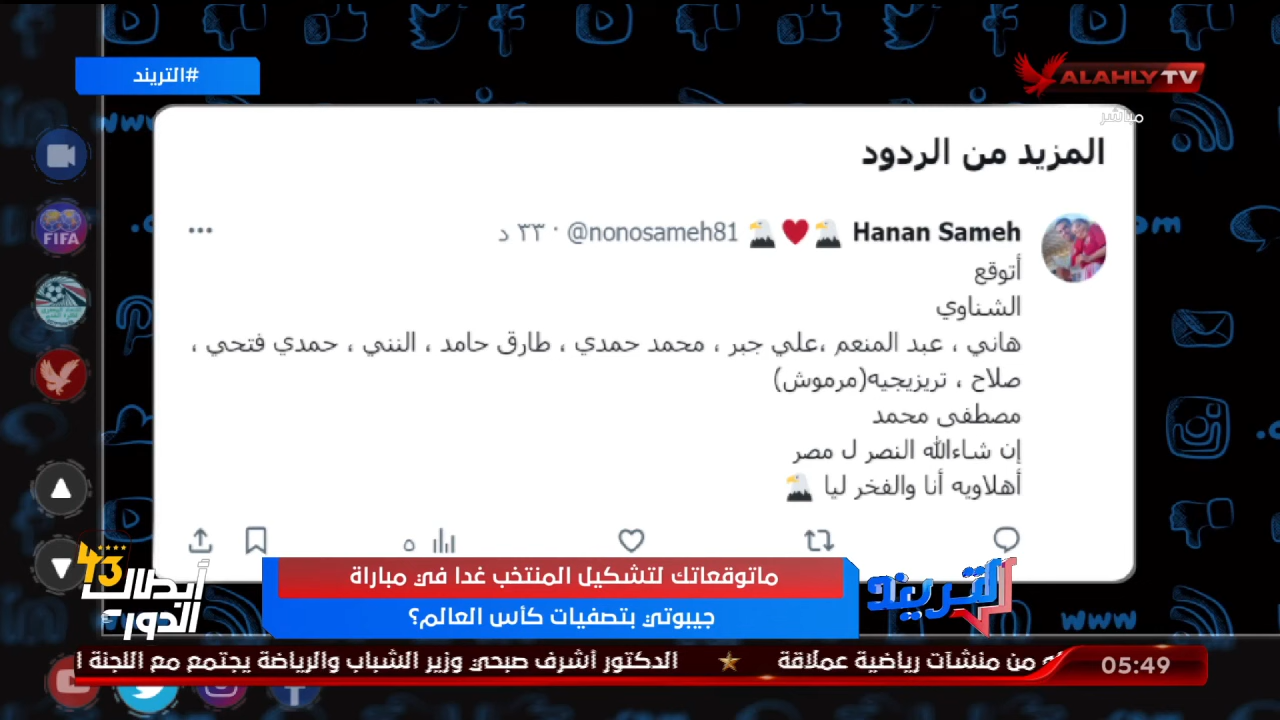 #التريند
ALAHLY TV
مباشر
المزيد من الردود
Hanan Sameh 🦅❤️🦅 @nonosameh81 · ٣٣ د
أتوقع
الشناوي
هاني ، عبد المنعم ،علي جبر ، محمد حمدي ، طارق حامد ، النني ، حمدي فتحي ،
صلاح ، تريزيجيه(مرموش)
مصطفى محمد
إن شاءالله النصر ل مصر
أهلاويه أنا والفخر ليا 🦅
٥
FIFA
43
أبطال
الدوري
ماتوقعاتك لتشكيل المنتخب غدا في مباراة
جيبوتي بتصفيات كأس العالم؟
التريند
من منشآت رياضية عملاقة ★ الدكتور أشرف صبحي وزير الشباب والرياضة يجتمع مع اللجنة
05:49
www
www